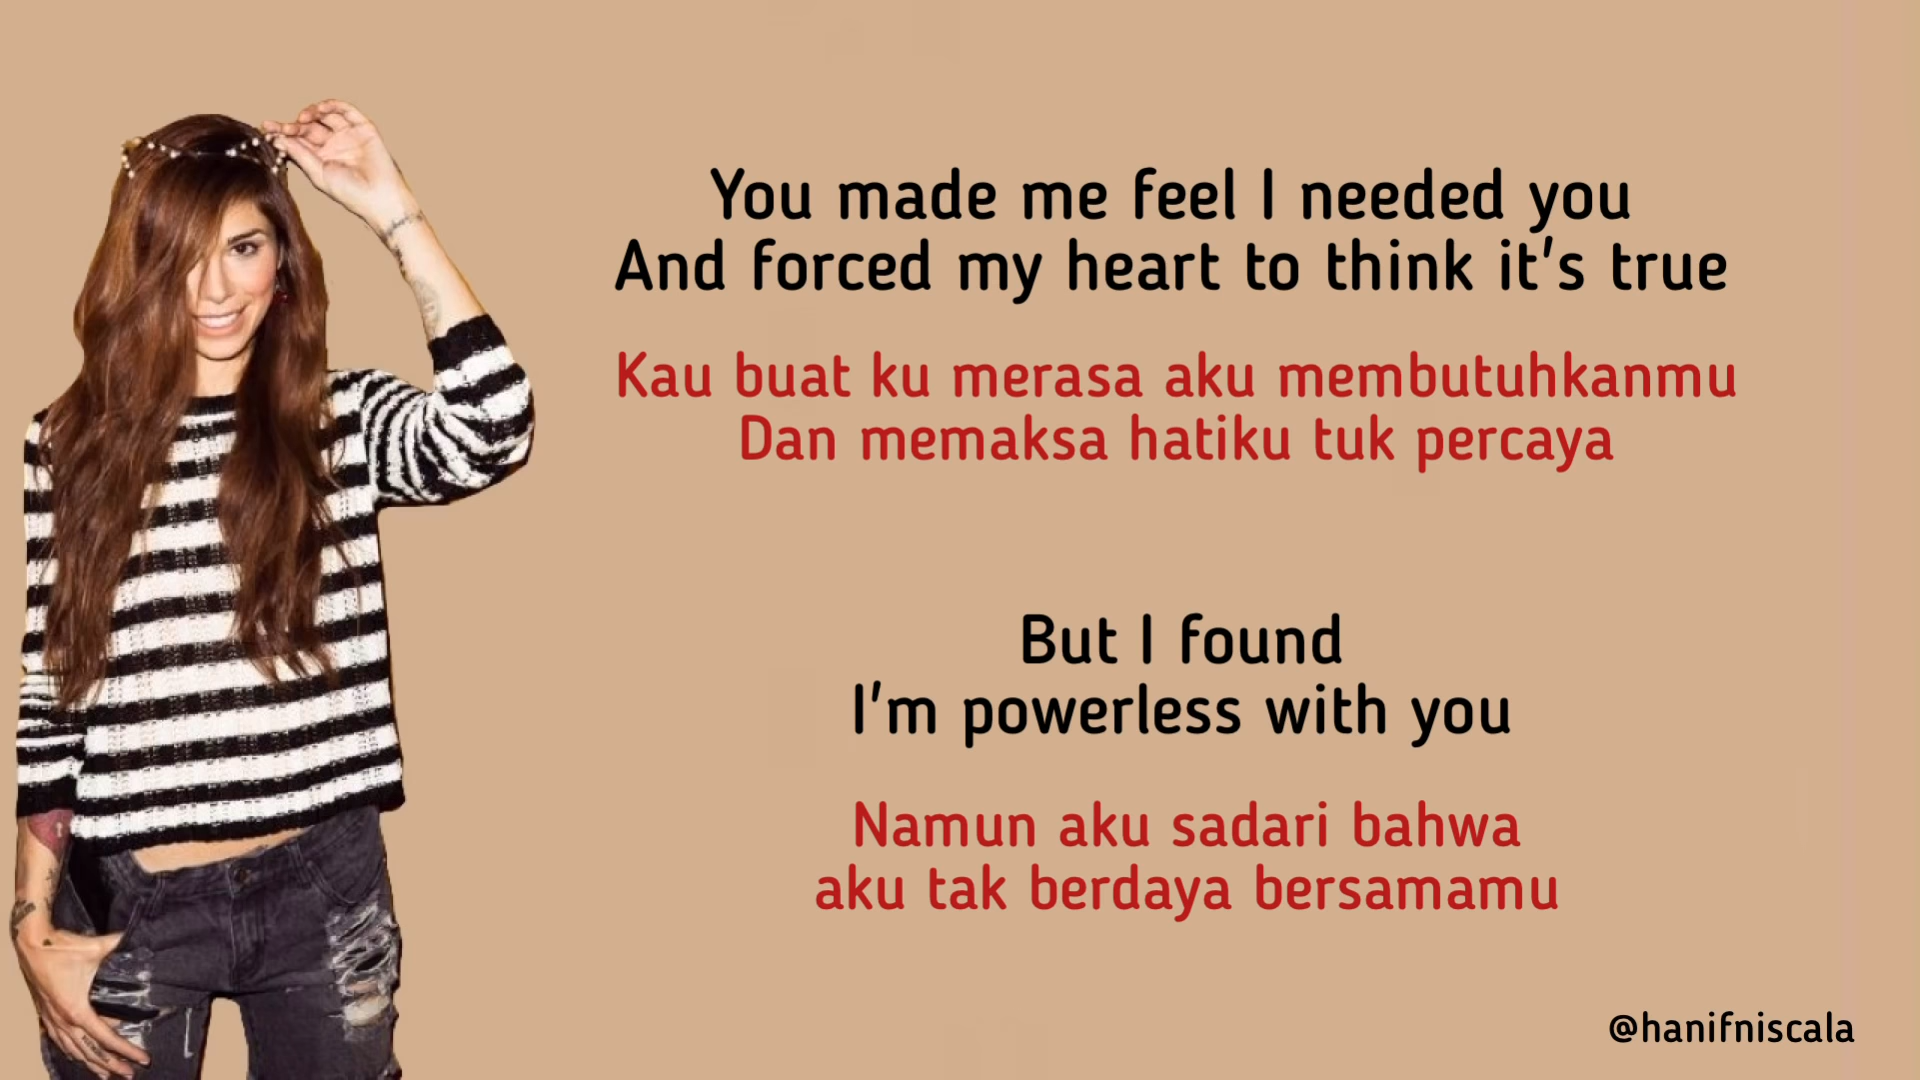 You made me feel I needed you
And forced my heart to think it's true
Kau buat ku merasa aku membutuhkanmu
Dan memaksa hatiku tuk percaya
But I found
I'm powerless with you
Namun aku sadari bahwa
aku tak berdaya bersamamu
@hanifniscala